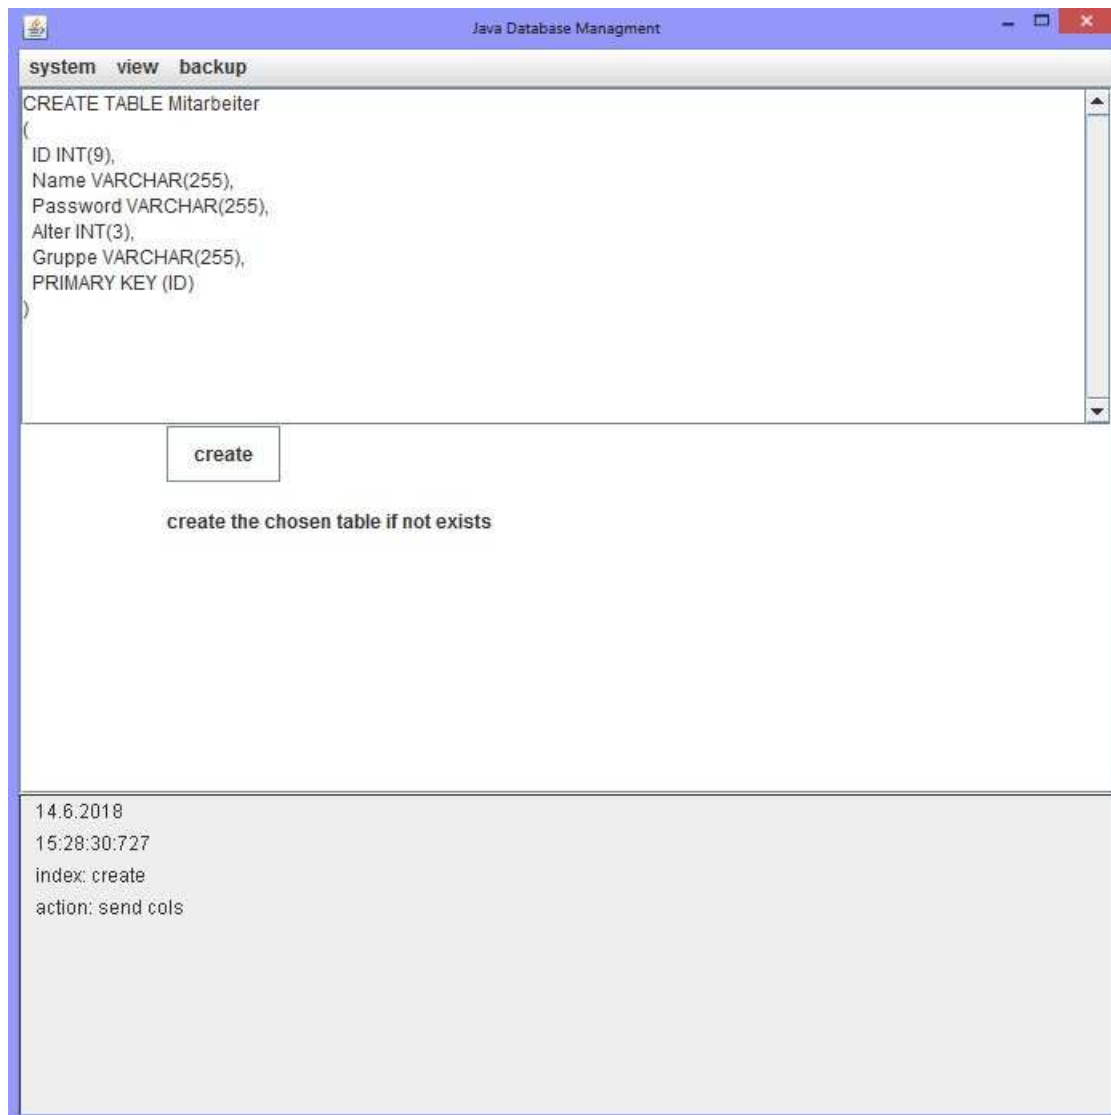 Java Database Managment
system view backup
CREATE TABLE Mitarbeiter
(
ID INT(9),
Name VARCHAR(255),
Password VARCHAR(255),
Alter INT(3),
Gruppe VARCHAR(255),
PRIMARY KEY (ID)
)
create
create the chosen table if not exists
14.6.2018
15:28:30:727
index: create
action: send cols